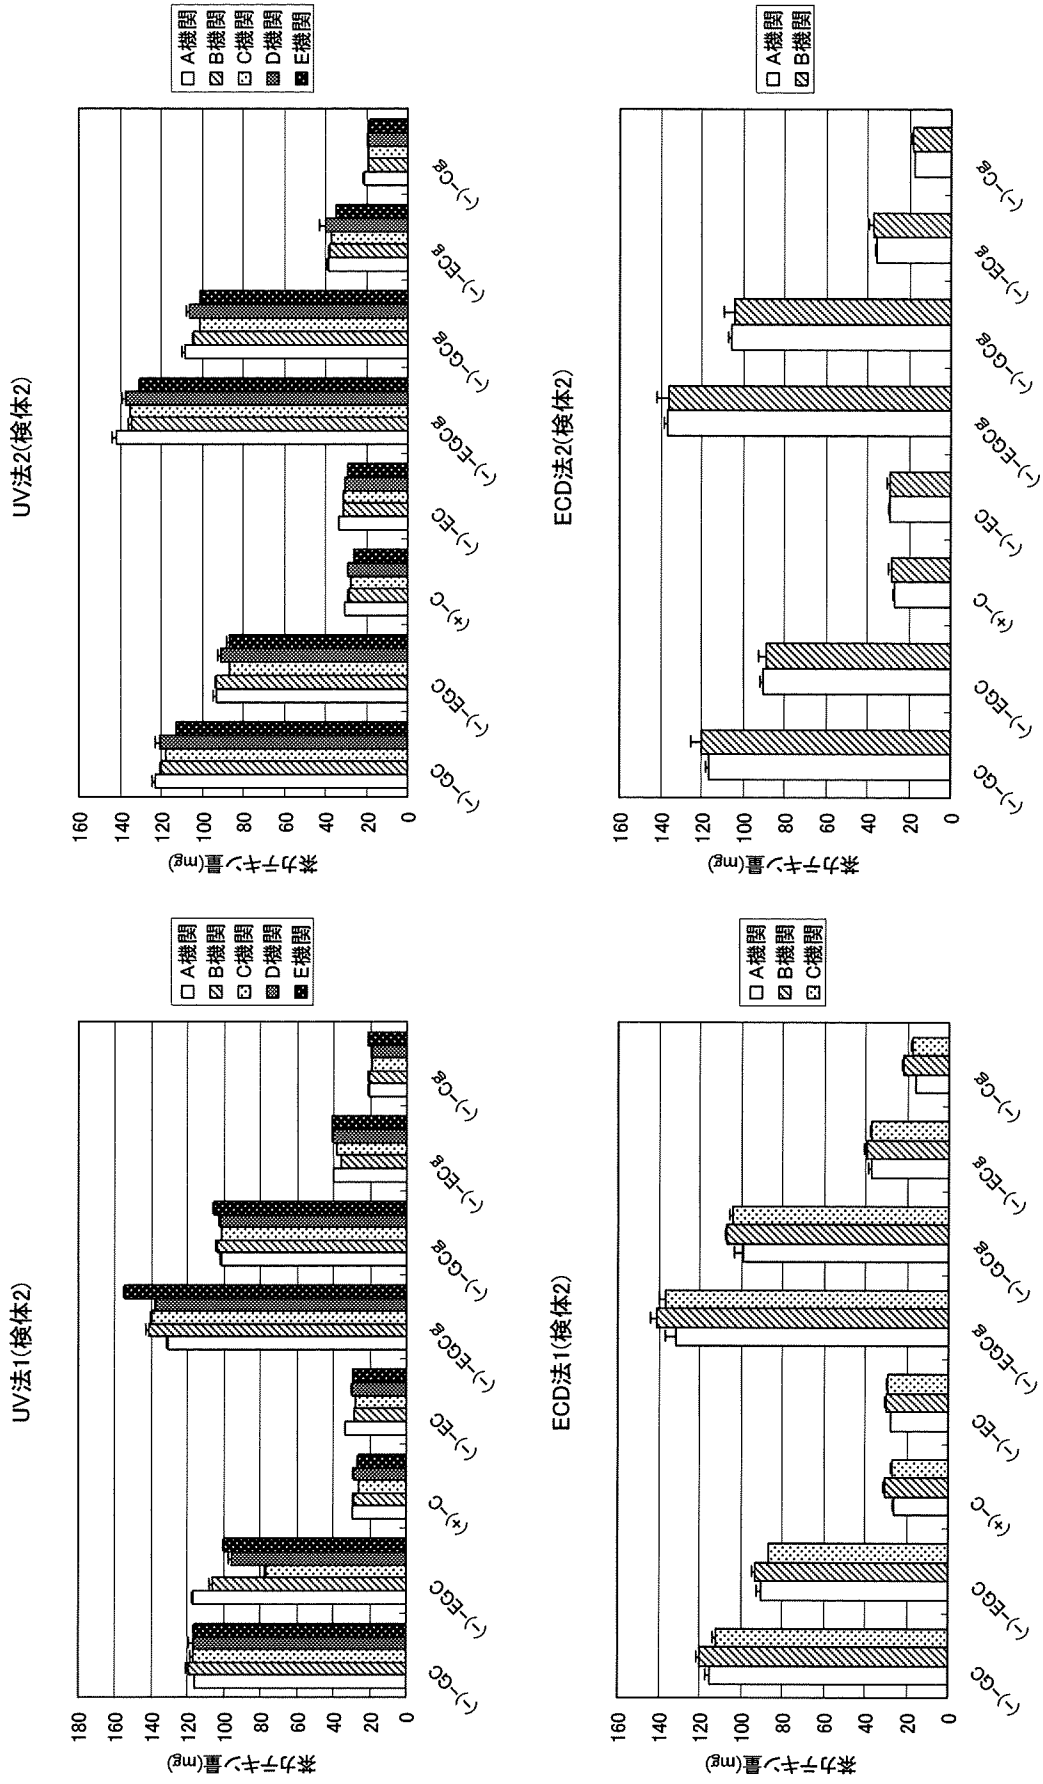 UV法1(検体2)
茶カテキン量(mg)
180
160
140
120
100
80
60
40
20
0
(-)-GC
(-)-EGC
(+)-C
(-)-EC
(-)-EGCg
(-)-GCg
(-)-ECg
(-)-Cg
A機関
B機関
C機関
D機関
E機関
UV法2(検体2)
茶カテキン量(mg)
160
140
120
100
80
60
40
20
0
(-)-GC
(-)-EGC
(+)-C
(-)-EC
(-)-EGCg
(-)-GCg
(-)-ECg
(-)-Cg
A機関
B機関
C機関
D機関
E機関
ECD法1(検体2)
茶カテキン量(mg)
160
140
120
100
80
60
40
20
0
(-)-GC
(-)-EGC
(+)-C
(-)-EC
(-)-EGCg
(-)-GCg
(-)-ECg
(-)-Cg
A機関
B機関
C機関
ECD法2(検体2)
茶カテキン量(mg)
160
140
120
100
80
60
40
20
0
(-)-GC
(-)-EGC
(+)-C
(-)-EC
(-)-EGCg
(-)-GCg
(-)-ECg
(-)-Cg
A機関
B機関